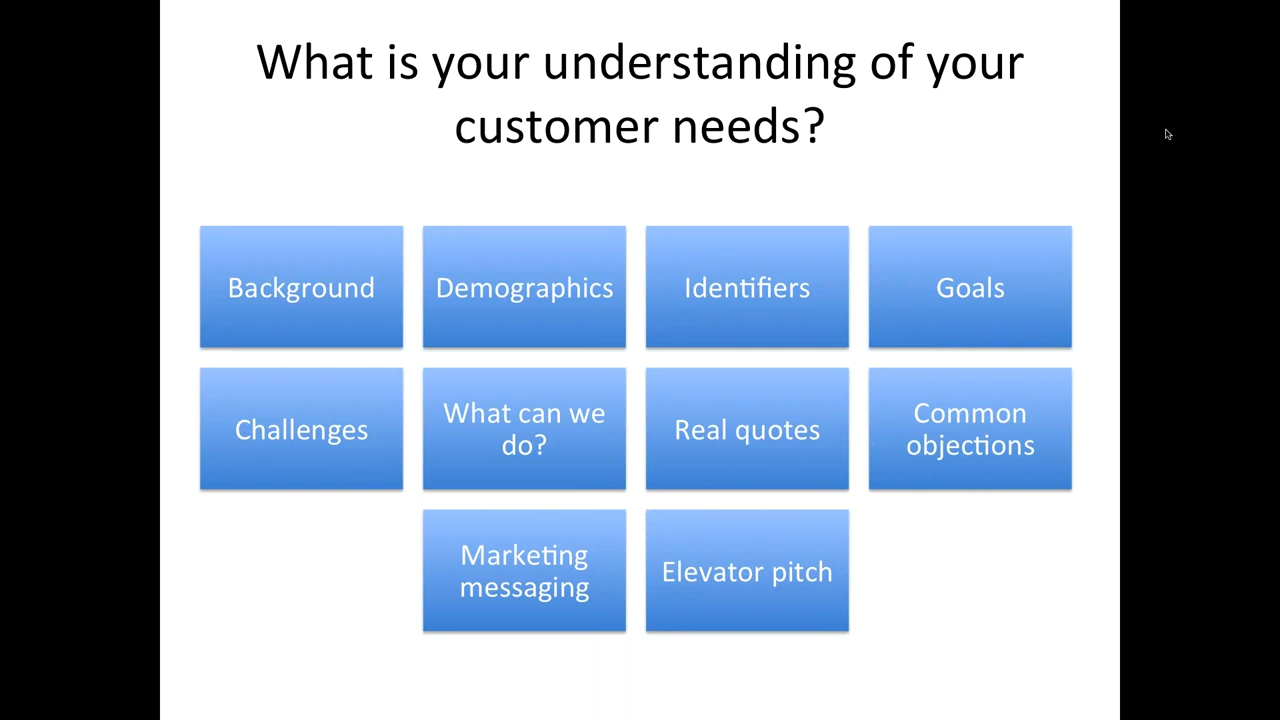 What is your understanding of your
customer needs?
Background
Demographics
Identifiers
Goals
Challenges
What can we
do?
Real quotes
Common
objections
Marketing
messaging
Elevator pitch